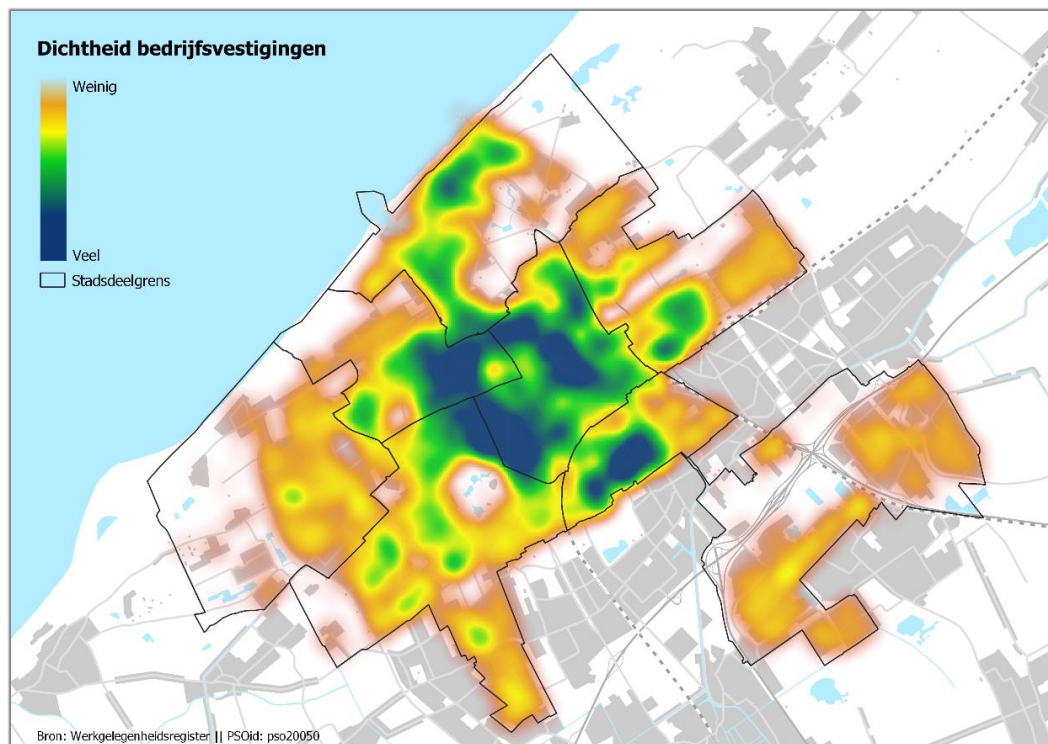 Dichtheid bedrijfsvestigingen
Weinig
Veel
Stadsdeelgrens
Bron: Werkgelegenheidsregister || PSOid: pso20050